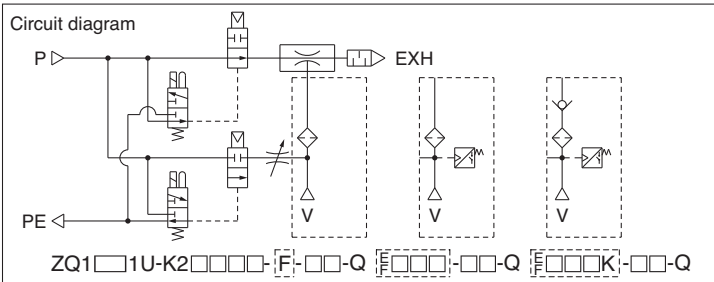 Circuit diagram
P
EXH
PE
V
V
V
ZQ1□□1U-K2□□□□-F-□□-Q
E
F□□□-□□-Q
E
F□□□K-□□-Q